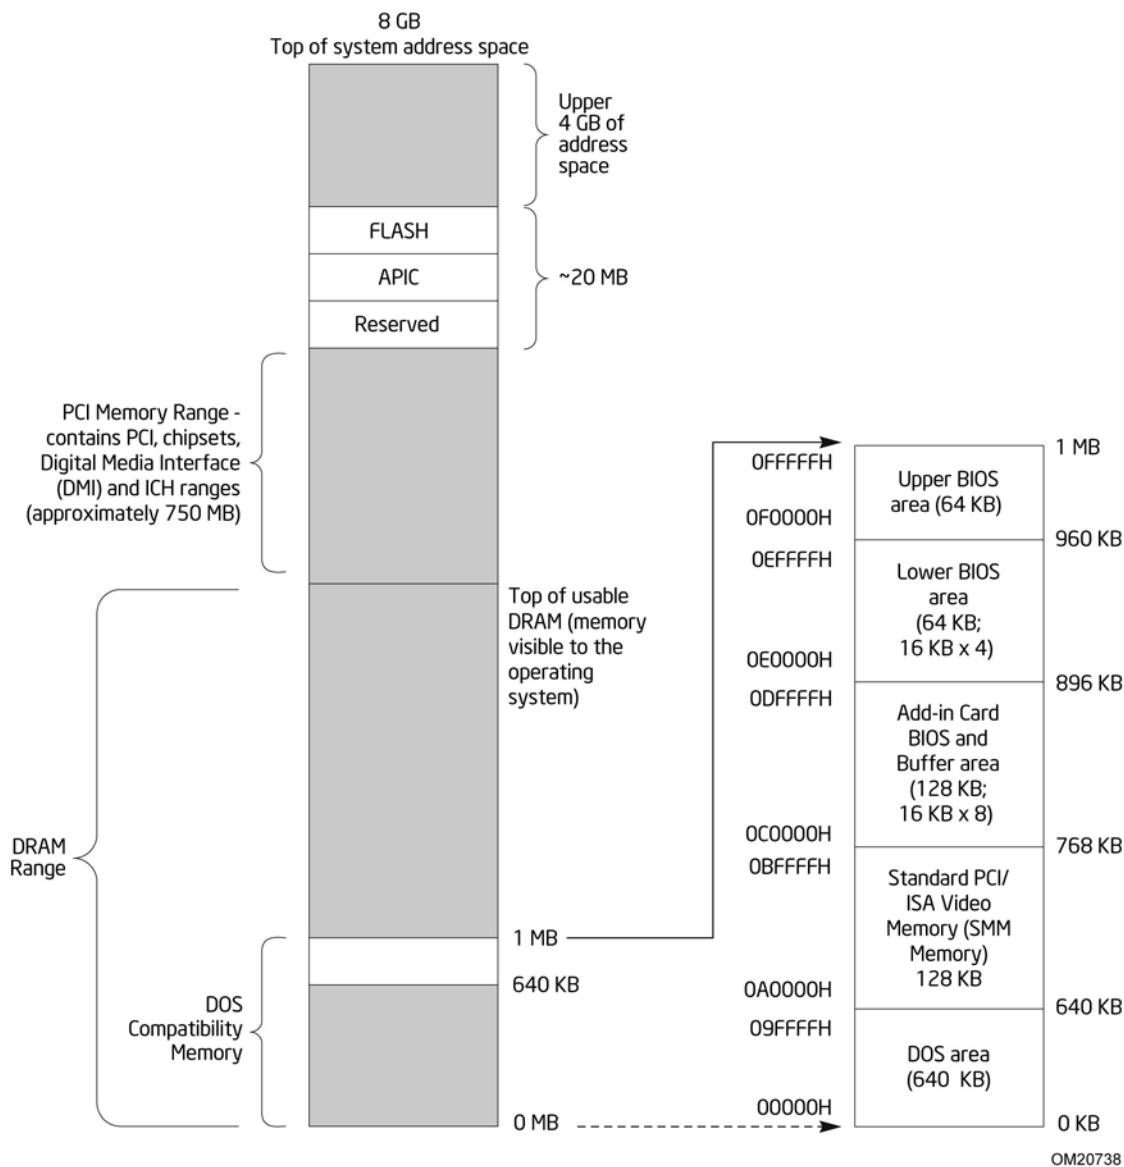 8 GB
Top of system address space
Upper
4 GB of
address
space
FLASH
APIC
~20 MB
Reserved
PCI Memory Range -
contains PCI, chipsets,
Digital Media Interface
(DMI) and ICH ranges
(approximately 750 MB)
Top of usable
DRAM (memory
visible to the
operating
system)
DRAM
Range
1 MB
640 KB
DOS
Compatibility
Memory
0 MB
1 MB
0FFFFFH
Upper BIOS
area (64 KB)
0F0000H
960 KB
0EFFFFH
Lower BIOS
area
(64 KB;
16 KB x 4)
0E0000H
896 KB
0DFFFFH
Add-in Card
BIOS and
Buffer area
(128 KB;
16 KB x 8)
0C0000H
768 KB
0BFFFFH
Standard PCI/
ISA Video
Memory (SMM
Memory)
128 KB
0A0000H
640 KB
09FFFFH
DOS area
(640 KB)
00000H
0 KB
OM20738